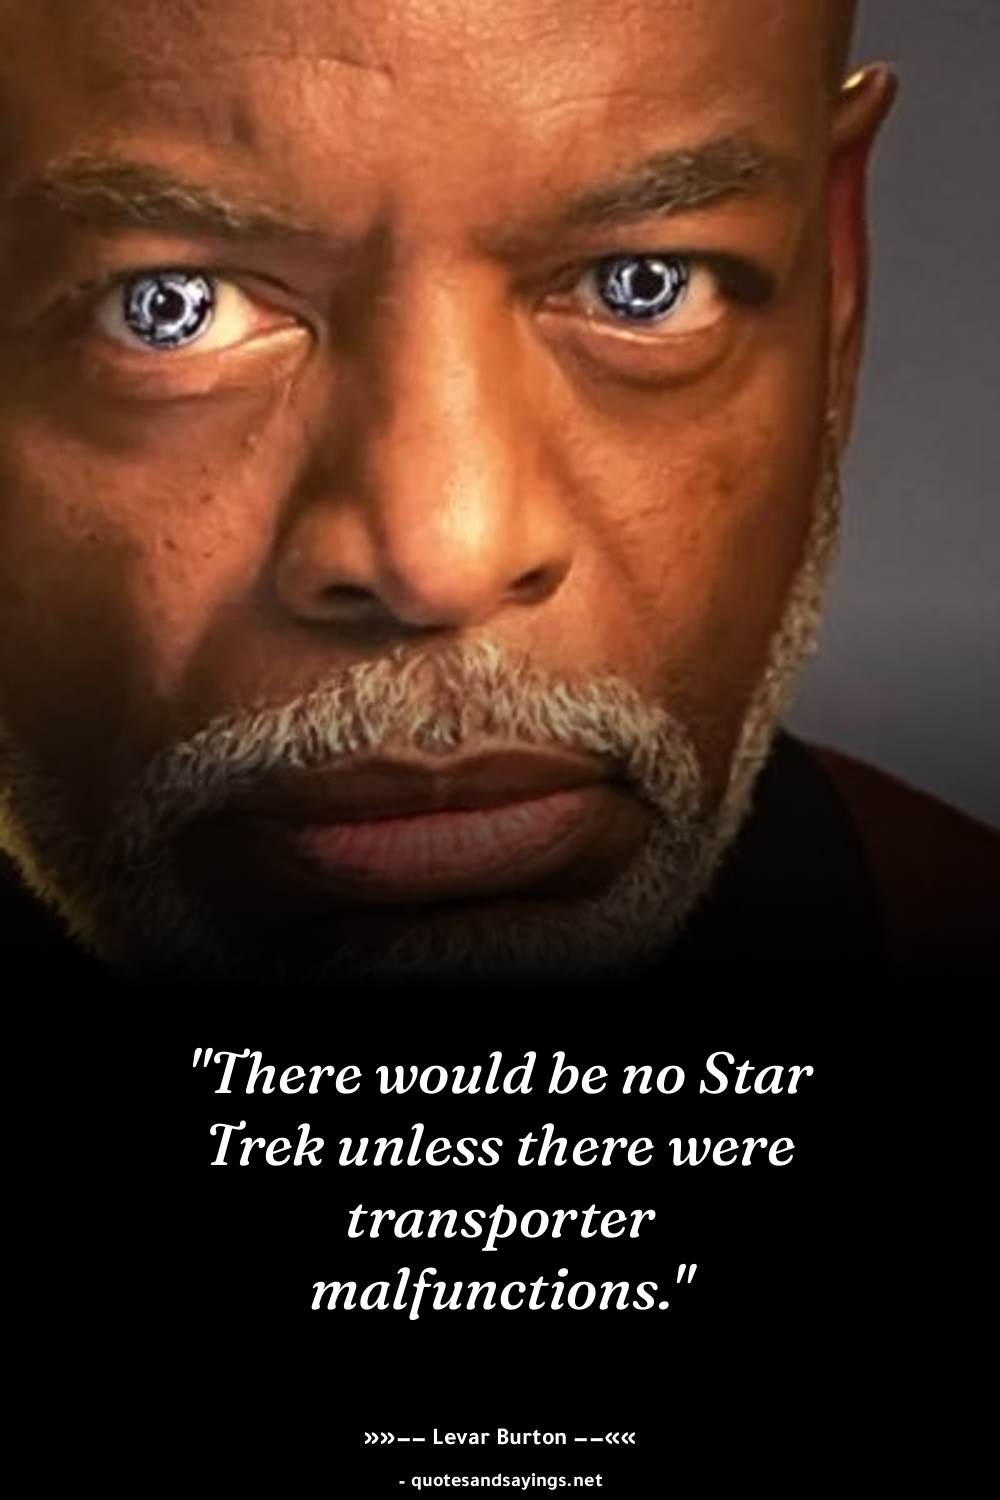 "There would be no Star
Trek unless there were
transporter
malfunctions."
»»–– Levar Burton ––««
- quotesandsayings.net